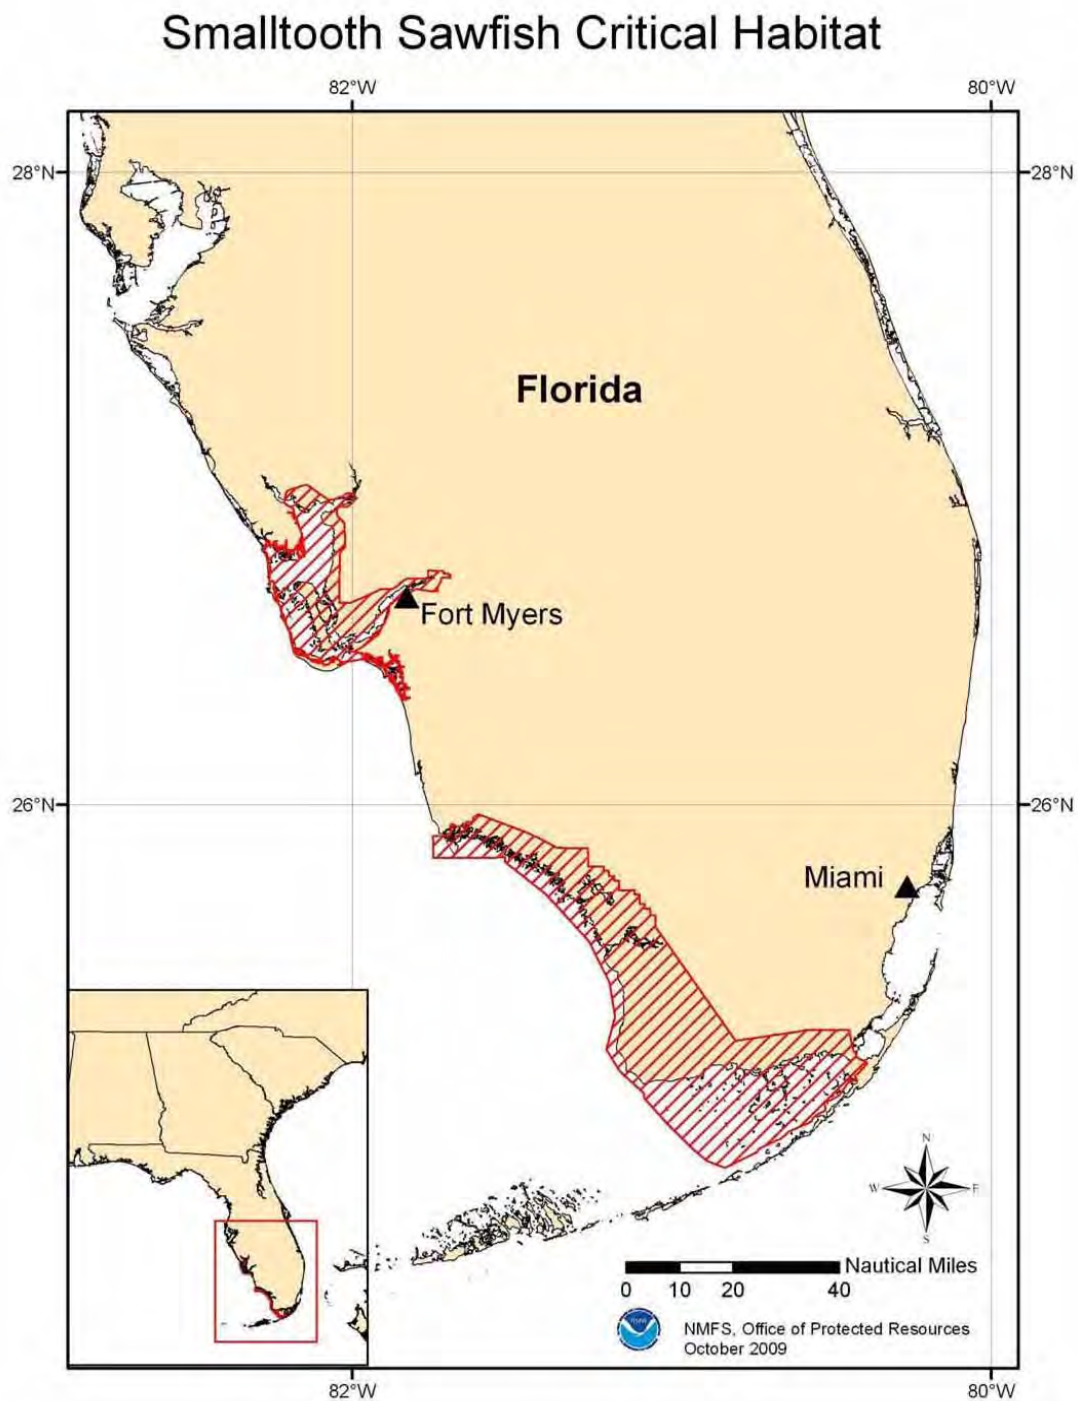 Smalltooth Sawfish Critical Habitat
82°W 80°W
28°N 28°N
Florida
Fort Myers
26°N 26°N
Miami
N
W E
S
Nautical Miles
0 10 20 40
NMFS, Office of Protected Resources
October 2009
82°W 80°W